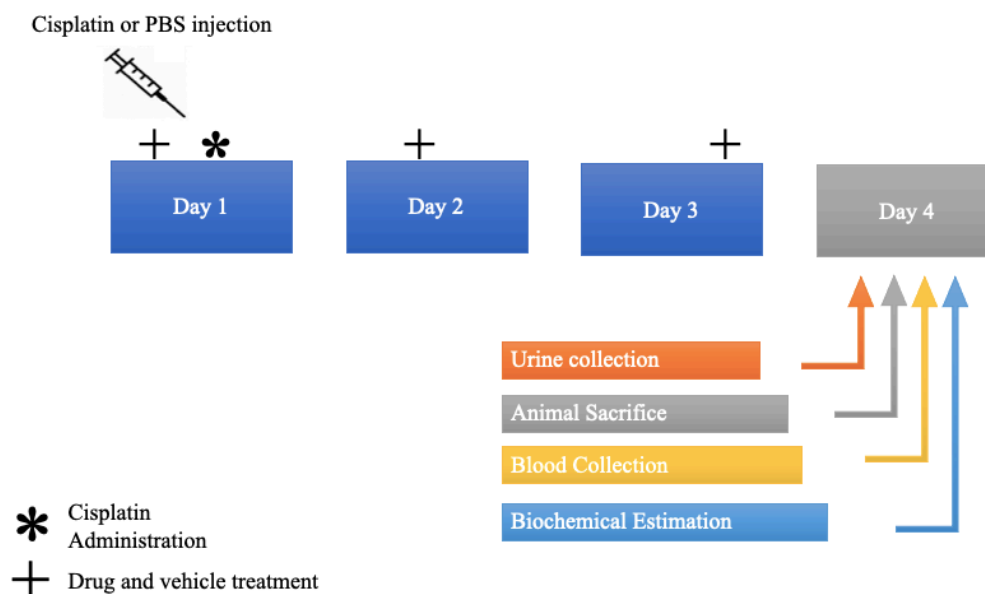 Cisplatin or PBS injection
Day 1
Day 2
Day 3
Day 4
Urine collection
Animal Sacrifice
Blood Collection
Biochemical Estimation
Cisplatin
Administration
Drug and vehicle treatment